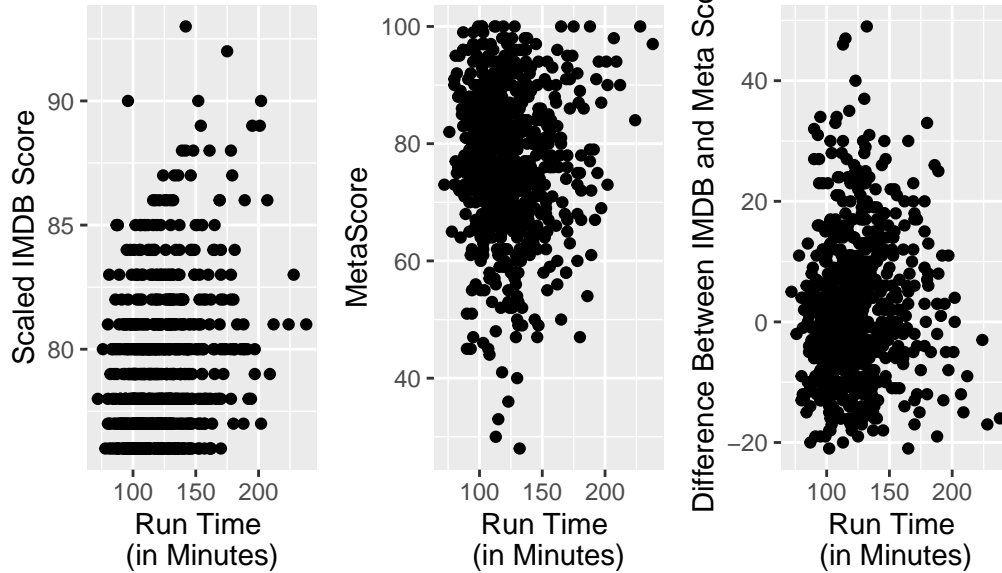 Scaled IMDB Score
90
85
80
100 150 200
Run Time
(in Minutes)
MetaScore
100
80
60
40
100 150 200
Run Time
(in Minutes)
Difference Between IMDB and Meta Sco
40
20
0
−20
100 150 200
Run Time
(in Minutes)